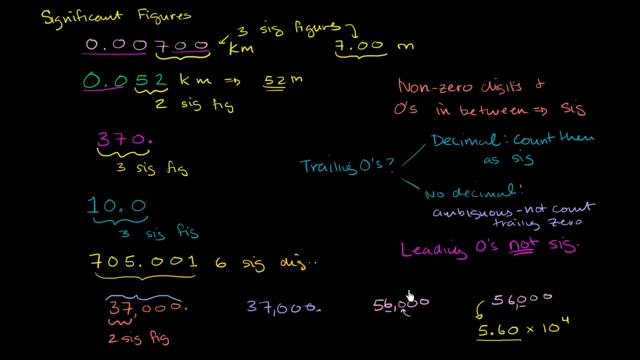 Significant Figures
3 sig figures
0.00700 km
7.00 m
0.052 km ⇒ 52 m
2 sig fig
Non-zero digits &
0's in between ⇒ sig
370.
3 sig fig
Trailing 0's?
Decimal: count them
as sig
No decimal:
ambiguous - not count
trailing zero
10.0
3 sig fig
Leading 0's not sig.
705.001 6 sig dig..
37,000.
2 sig fig
37,000.
56,000
56,000
5.60 × 10⁴